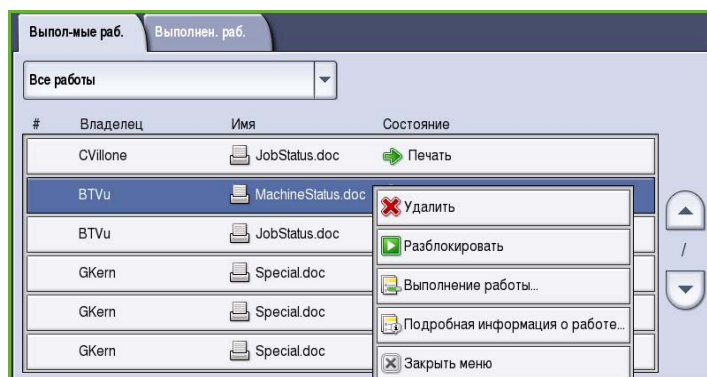 Выпол-мые раб. Выполнен. раб.
Все работы
# Владелец Имя Состояние
CVillone JobStatus.doc Печать
BTVu MachineStatus.doc
Удалить
BTVu JobStatus.doc
Разблокировать
GKern Special.doc
Выполнение работы...
GKern Special.doc
Подробная информация о работе...
GKern Special.doc
Закрыть меню
/